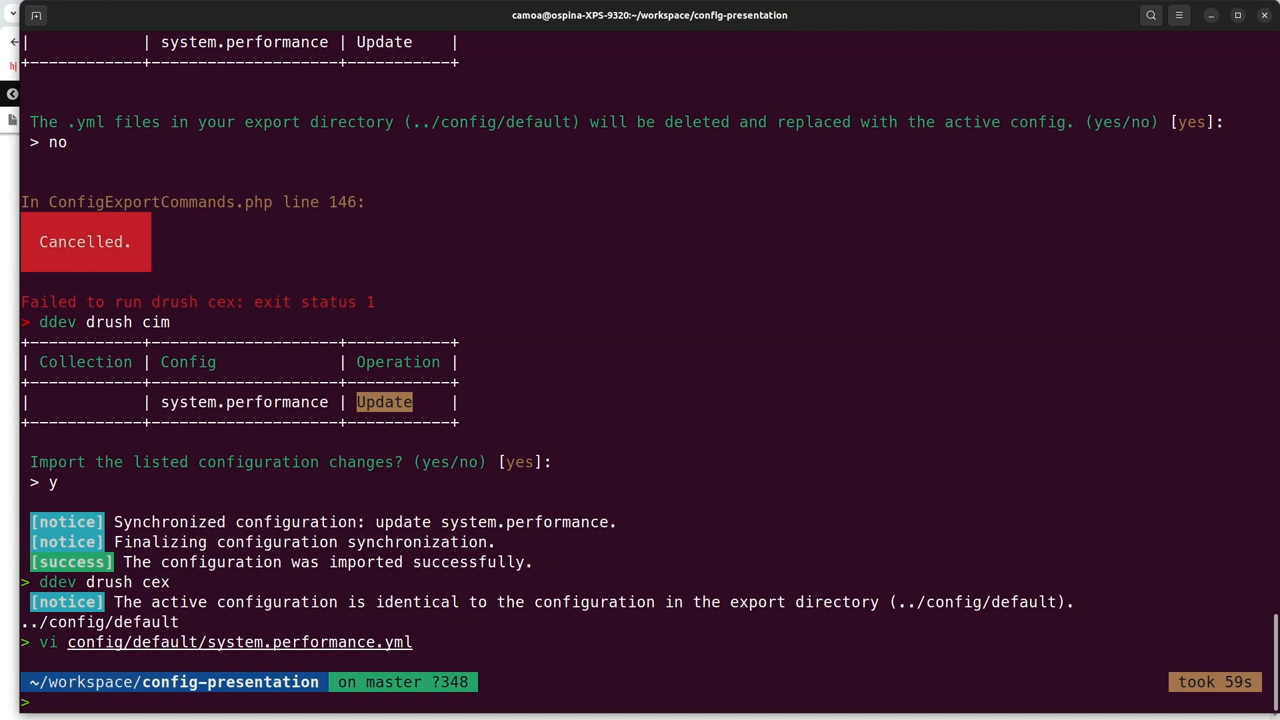 camoa@ospina-XPS-9320:~/workspace/config-presentation
| | system.performance | Update |
+------------+--------------------+-----------+
The .yml files in your export directory (../config/default) will be deleted and replaced with the active config. (yes/no) [yes]:
> no
In ConfigExportCommands.php line 146:
Cancelled.
Failed to run drush cex: exit status 1
> ddev drush cim
+------------+--------------------+-----------+
| Collection | Config | Operation |
+------------+--------------------+-----------+
| | system.performance | Update |
+------------+--------------------+-----------+
Import the listed configuration changes? (yes/no) [yes]:
> y
[notice] Synchronized configuration: update system.performance.
[notice] Finalizing configuration synchronization.
[success] The configuration was imported successfully.
> ddev drush cex
[notice] The active configuration is identical to the configuration in the export directory (../config/default).
../config/default
> vi config/default/system.performance.yml
~/workspace/config-presentation on master ?348 took 59s
>